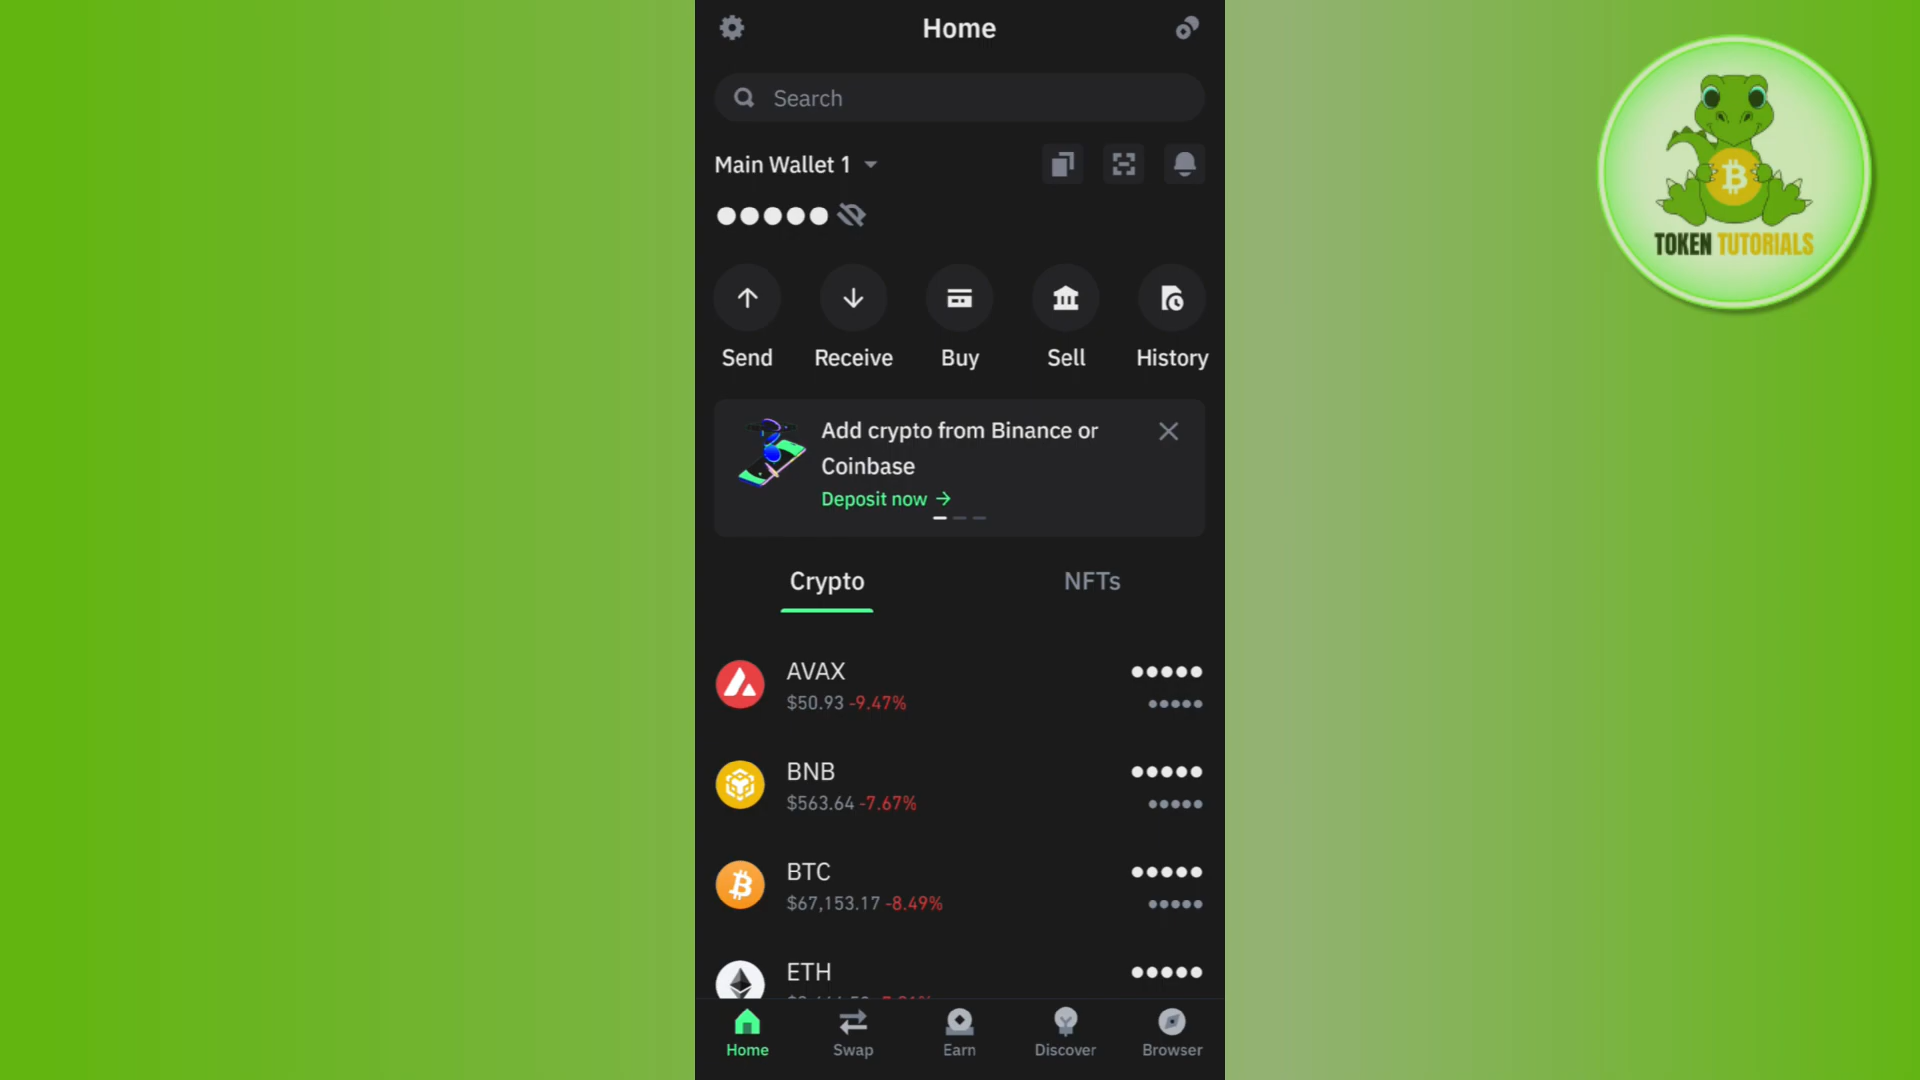 Home
Search
Main Wallet 1
Send Receive Buy Sell History
Add crypto from Binance or
Coinbase
Deposit now →
Crypto NFTs
AVAX
$50.93 -9.47%
BNB
$563.64 -7.67%
BTC
$67,153.17 -8.49%
ETH
Home Swap Earn Discover Browser
TOKEN TUTORIALS